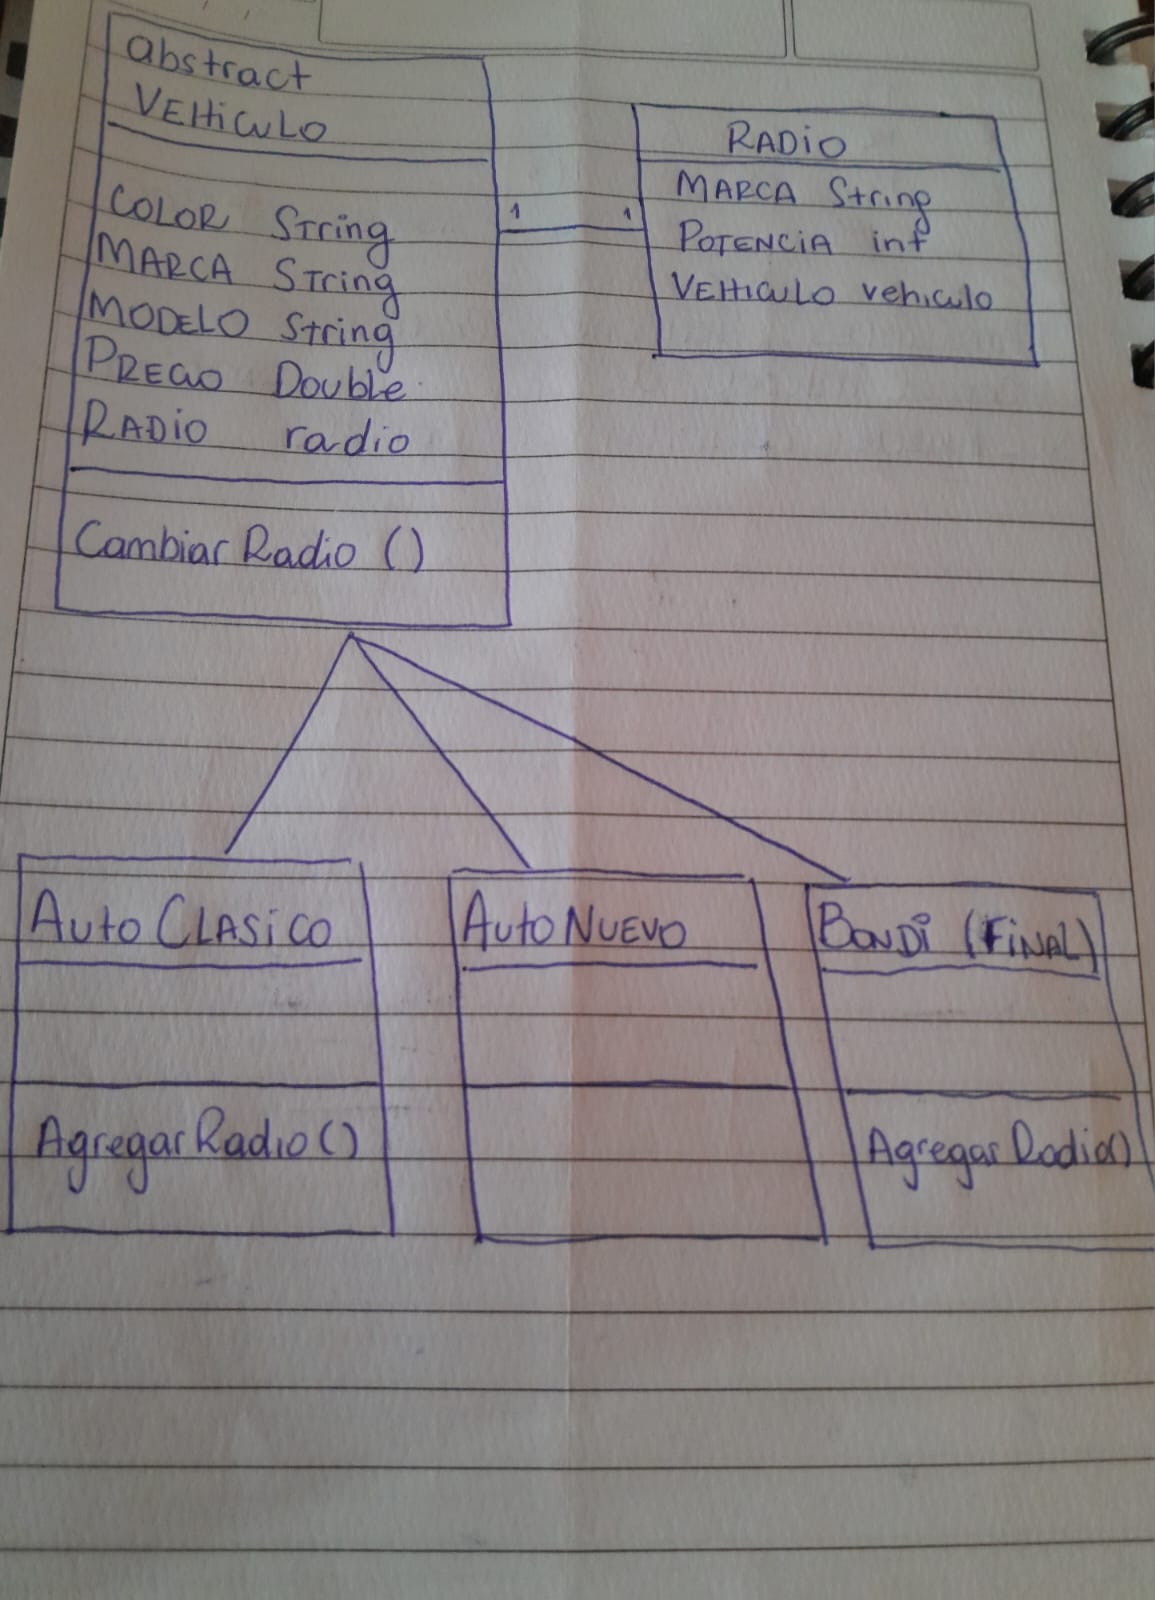 abstract
VEHICULO
COLOR String
MARCA String
MODELO String
PRECIO Double
RADIO radio
Cambiar Radio ()
1 1
RADIO
MARCA String
POTENCIA int
VEHICULO vehiculo
Auto CLASICO
Agregar Radio ()
Auto NUEVO
BONDI (FINAL)
Agregar Radio()